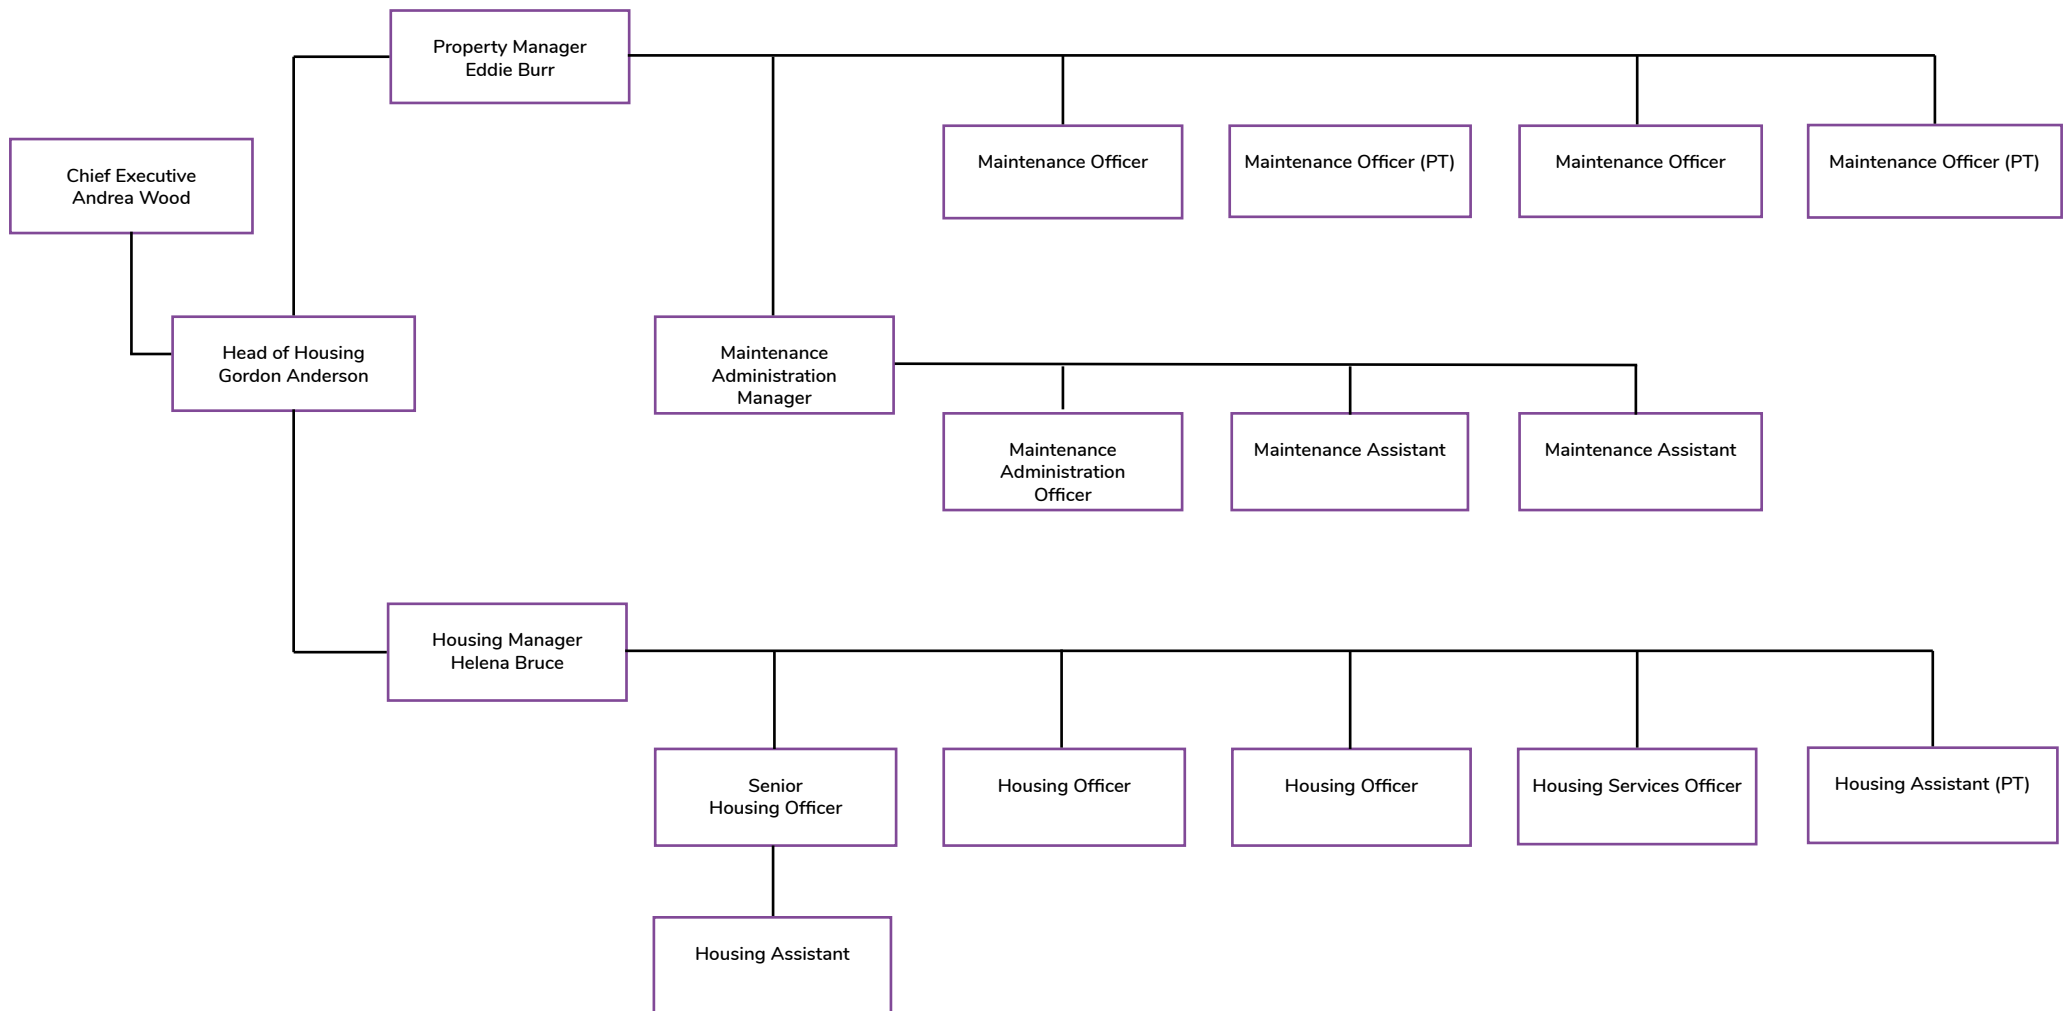 Property Manager
Eddie Burr
Chief Executive
Andrea Wood
Maintenance Officer
Maintenance Officer (PT)
Maintenance Officer
Maintenance Officer (PT)
Head of Housing
Gordon Anderson
Maintenance
Administration
Manager
Maintenance
Administration
Officer
Maintenance Assistant
Maintenance Assistant
Housing Manager
Helena Bruce
Senior
Housing Officer
Housing Officer
Housing Officer
Housing Services Officer
Housing Assistant (PT)
Housing Assistant